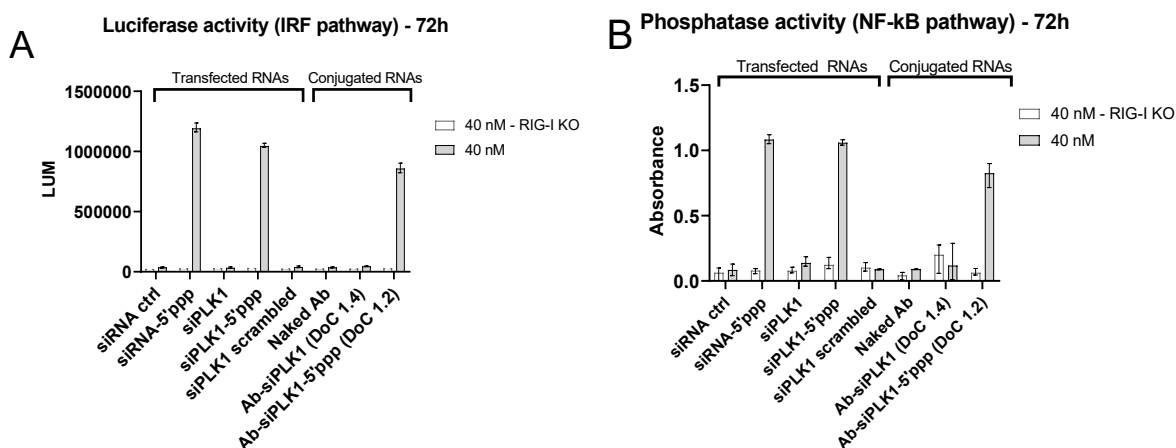 A
Luciferase activity (IRF pathway) - 72h
Transfected RNAs
Conjugated RNAs
1500000
1000000
500000
0
LUM
40 nM - RIG-I KO
40 nM
siRNA ctrl
siRNA-5'ppp
siPLK1
siPLK1-5'ppp
siPLK1 scrambled
Naked Ab
Ab-siPLK1 (DoC 1.4)
Ab-siPLK1-5'ppp (DoC 1.2)
B
Phosphatase activity (NF-kB pathway) - 72h
Transfected RNAs
Conjugated RNAs
1.5
1.0
0.5
0.0
Absorbance
40 nM - RIG-I KO
40 nM
siRNA ctrl
siRNA-5'ppp
siPLK1
siPLK1-5'ppp
siPLK1 scrambled
Naked Ab
Ab-siPLK1 (DoC 1.4)
Ab-siPLK1-5'ppp (DoC 1.2)